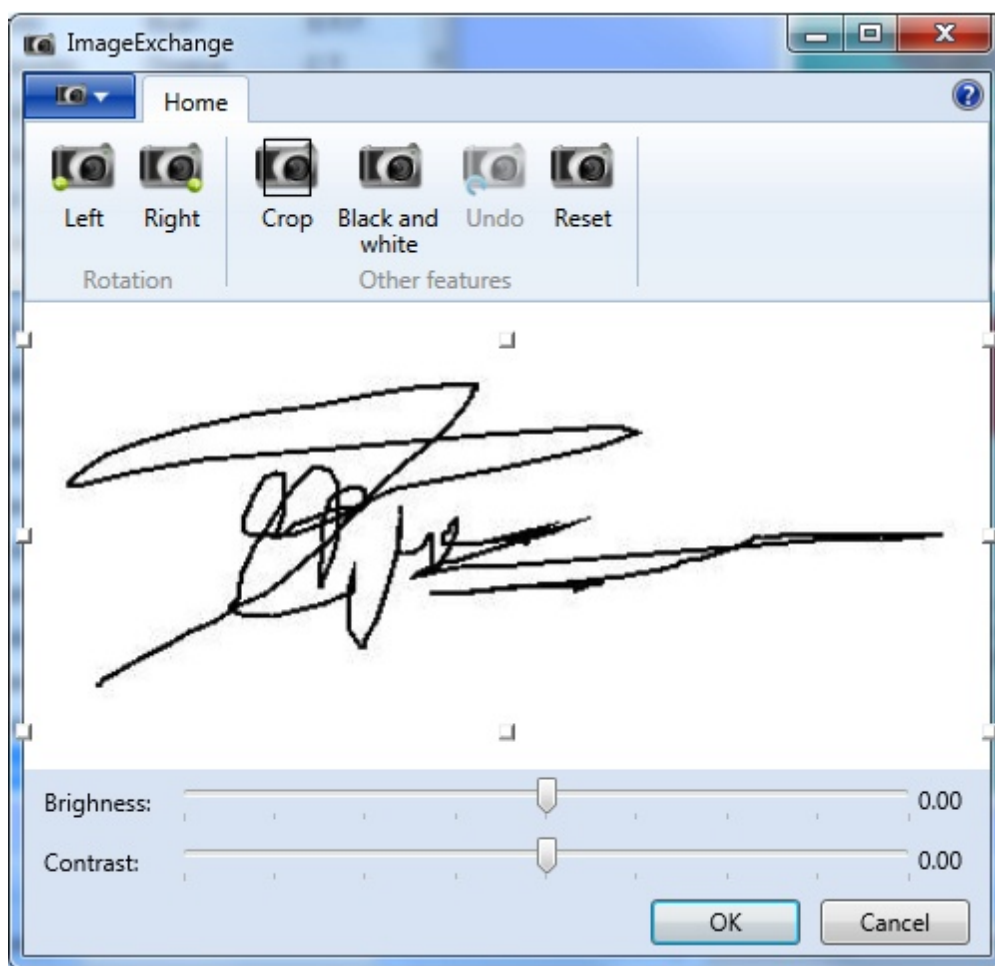 ImageExchange
Home
Left Right Crop Black and white Undo Reset
Rotation Other features
Brighness: 0.00
Contrast: 0.00
OK Cancel